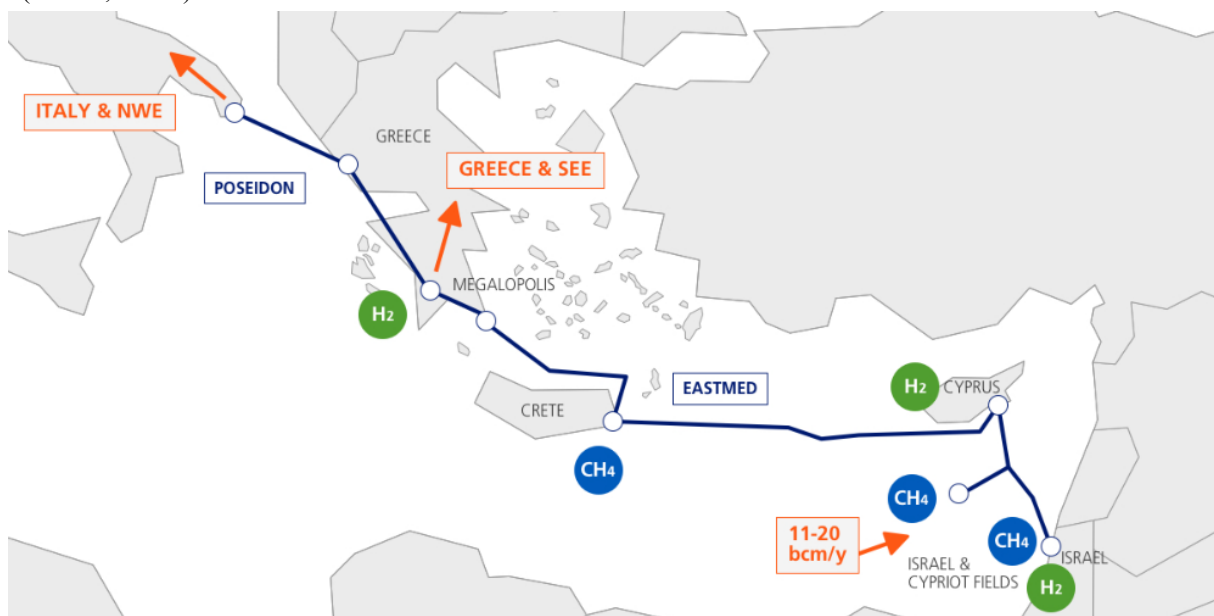 ITALY & NWE
GREECE
POSEIDON
GREECE & SEE
MEGALOPOLIS
H2
EASTMED
H2
CYPRUS
CRETE
CH4
CH4
11-20
bcm/y
CH4
ISRAEL
ISRAEL &
CYPRIOT FIELDS
H2